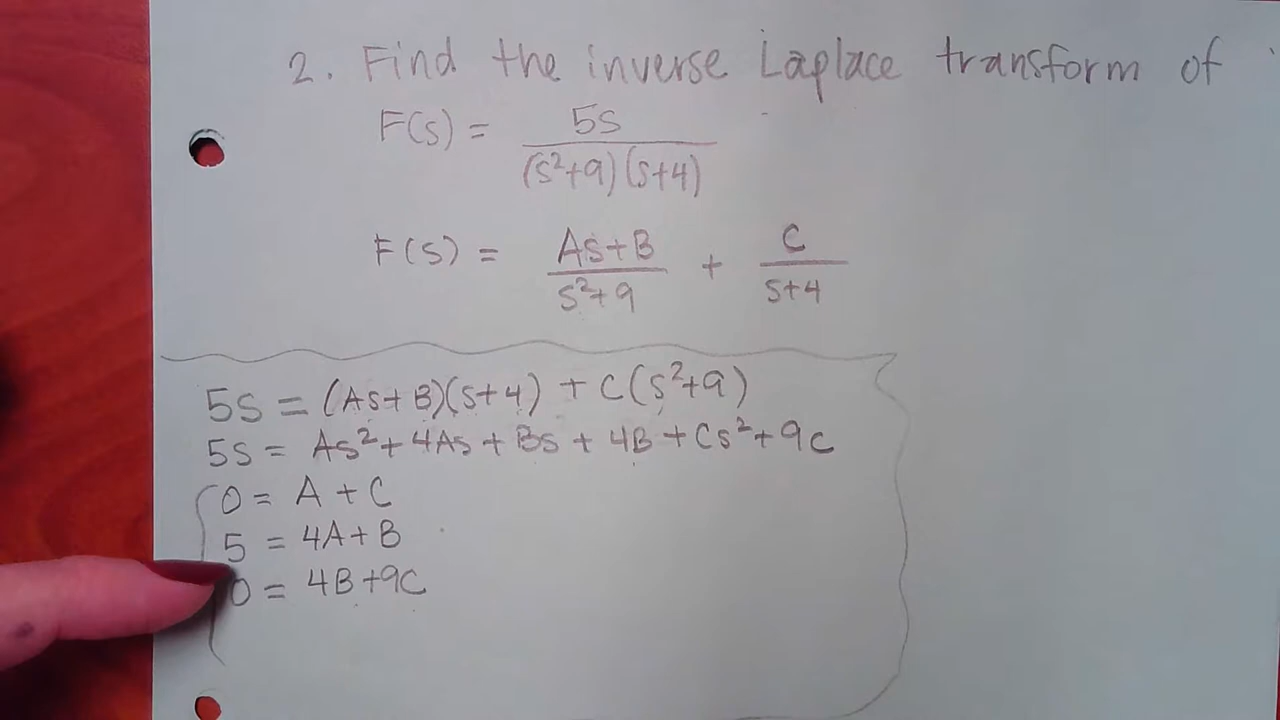 2. Find the inverse Laplace transform of
F(s) = 5s / (s²+9)(s+4)
F(s) = As+B / s²+9 + C / s+4
5s = (As+B)(s+4) + C(s²+9)
5s = As² + 4As + Bs + 4B + Cs² + 9C
0 = A + C
5 = 4A+B
0 = 4B+9C